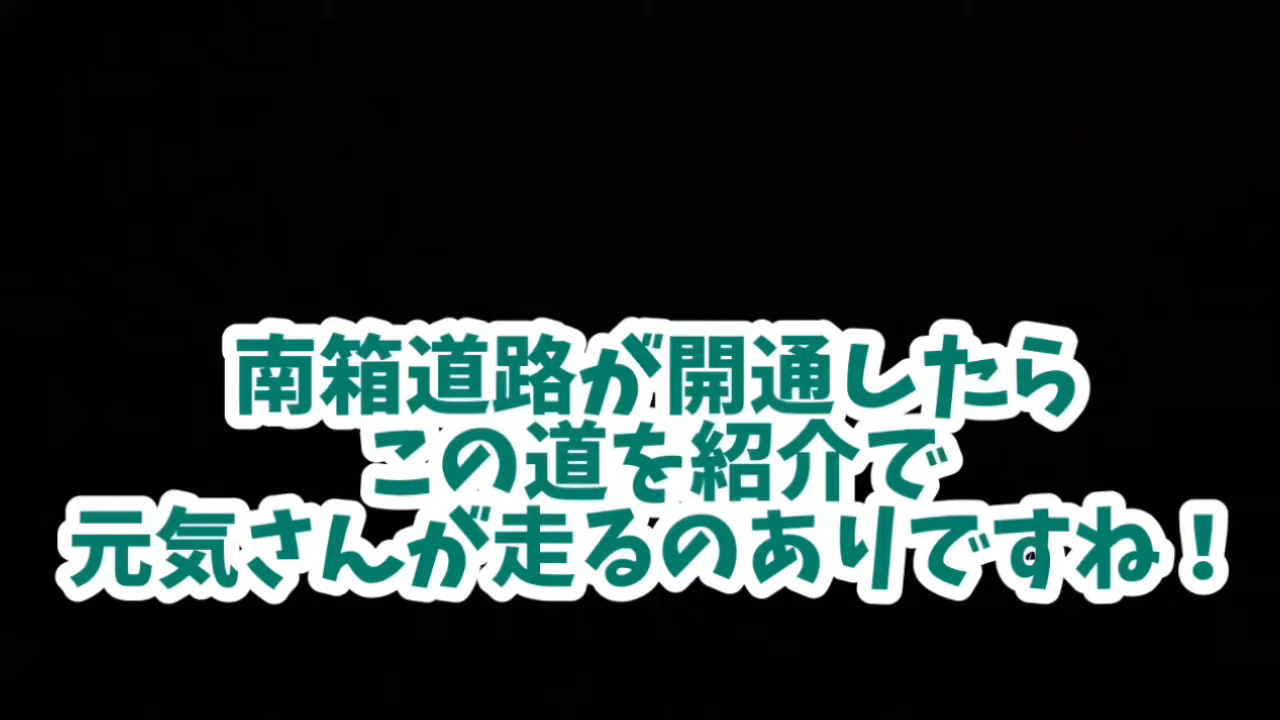 南箱道路が開通したら
この道を紹介で
元気さんが走るのありですね！